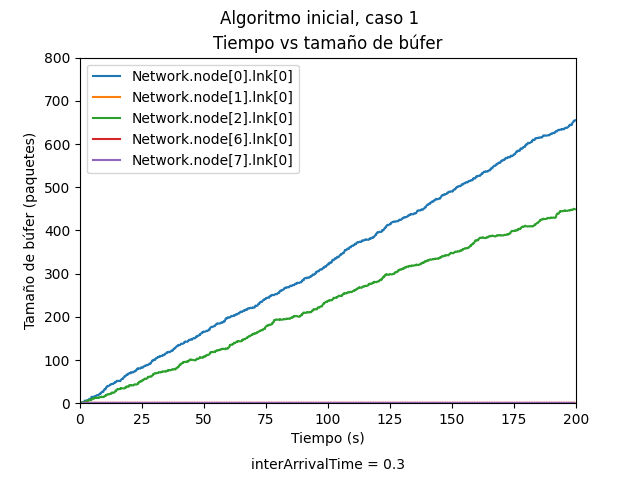 Algoritmo inicial, caso 1
Tiempo vs tamaño de búfer
800
700
600
500
400
300
200
100
0
Tamaño de búfer (paquetes)
Network.node[0].lnk[0]
Network.node[1].lnk[0]
Network.node[2].lnk[0]
Network.node[6].lnk[0]
Network.node[7].lnk[0]
0 25 50 75 100 125 150 175 200
Tiempo (s)
interArrivalTime = 0.3